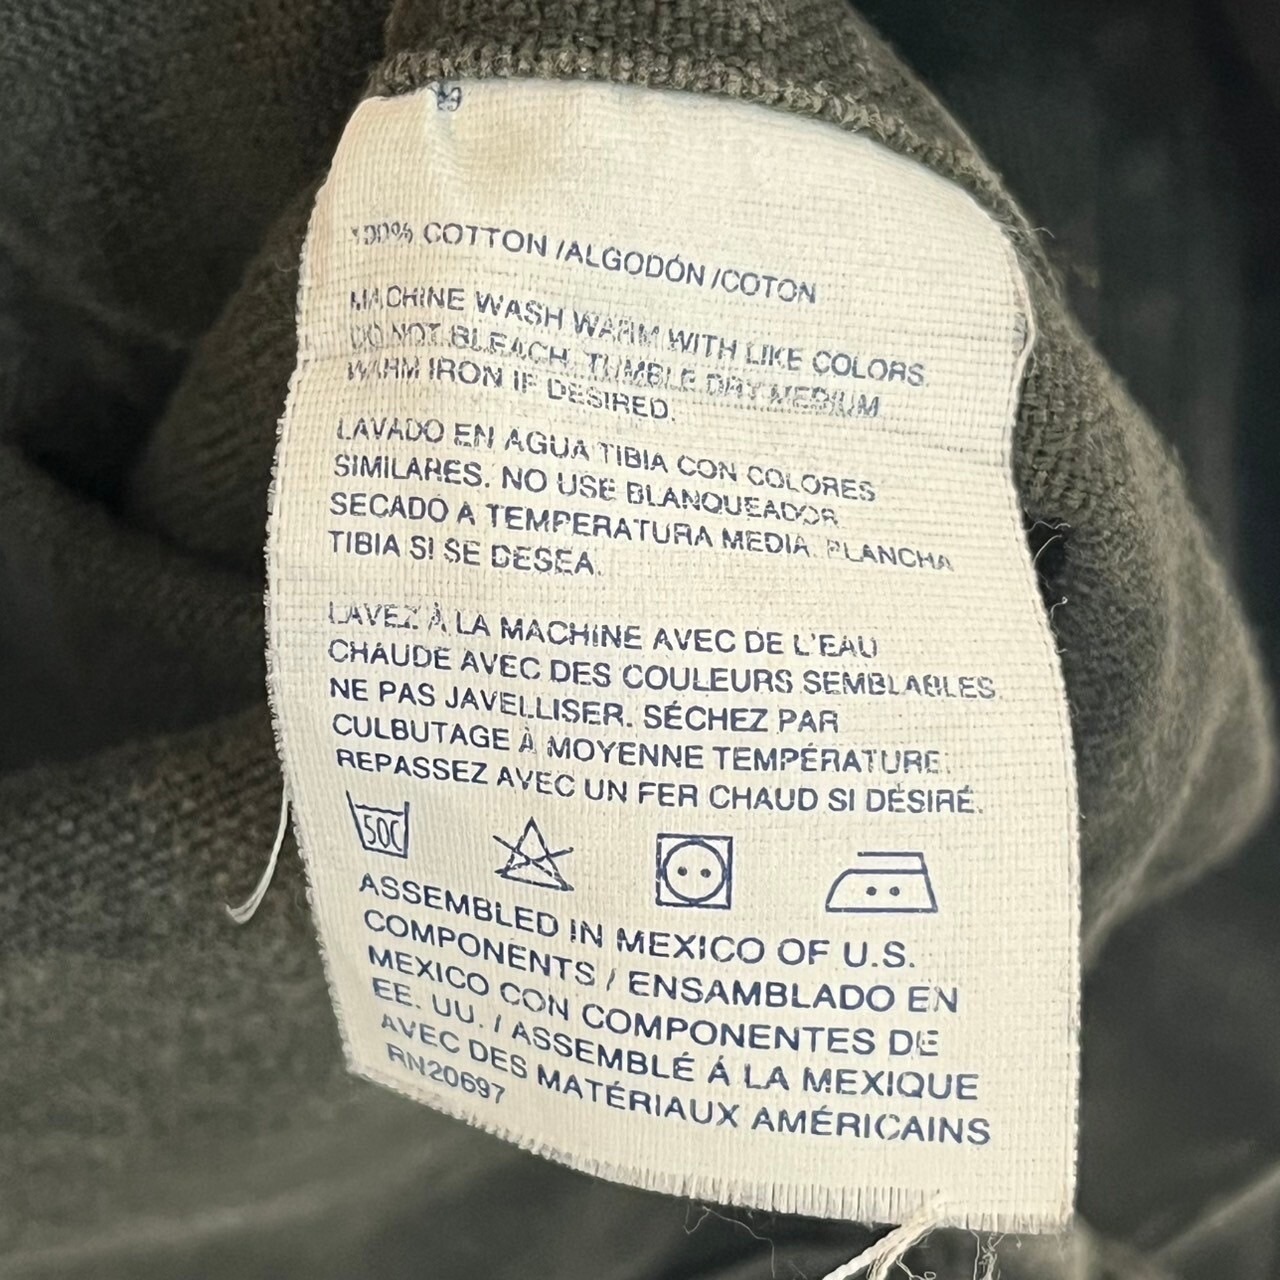 100% COTTON /ALGODÓN /COTON
MACHINE WASH WARM WITH LIKE COLORS.
DO NOT BLEACH. TUMBLE DRY MEDIUM.
WARM IRON IF DESIRED.
LAVADO EN AGUA TIBIA CON COLORES
SIMILARES. NO USE BLANQUEADOR.
SECADO A TEMPERATURA MEDIA. PLANCHA
TIBIA SI SE DESEA.
LAVEZ À LA MACHINE AVEC DE L'EAU
CHAUDE AVEC DES COULEURS SEMBLABLES.
NE PAS JAVELLISER. SÉCHEZ PAR
CULBUTAGE À MOYENNE TEMPÉRATURE.
REPASSEZ AVEC UN FER CHAUD SI DÉSIRÉ.
50C
ASSEMBLED IN MEXICO OF U.S.
COMPONENTS / ENSAMBLADO EN
MEXICO CON COMPONENTES DE
EE. UU. / ASSEMBLÉ À LA MEXIQUE
AVEC DES MATÉRIAUX AMÉRICAINS
RN20697